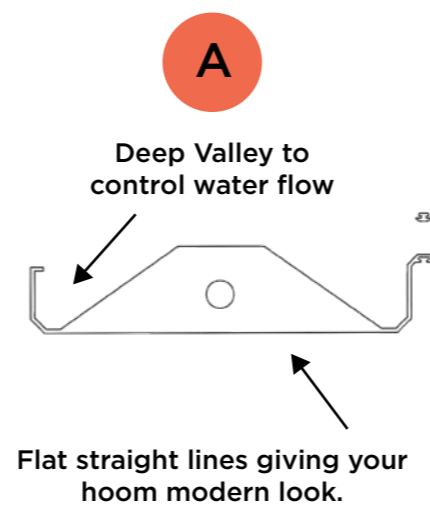 A
Deep Valley to
control water flow
Flat straight lines giving your
hoom modern look.